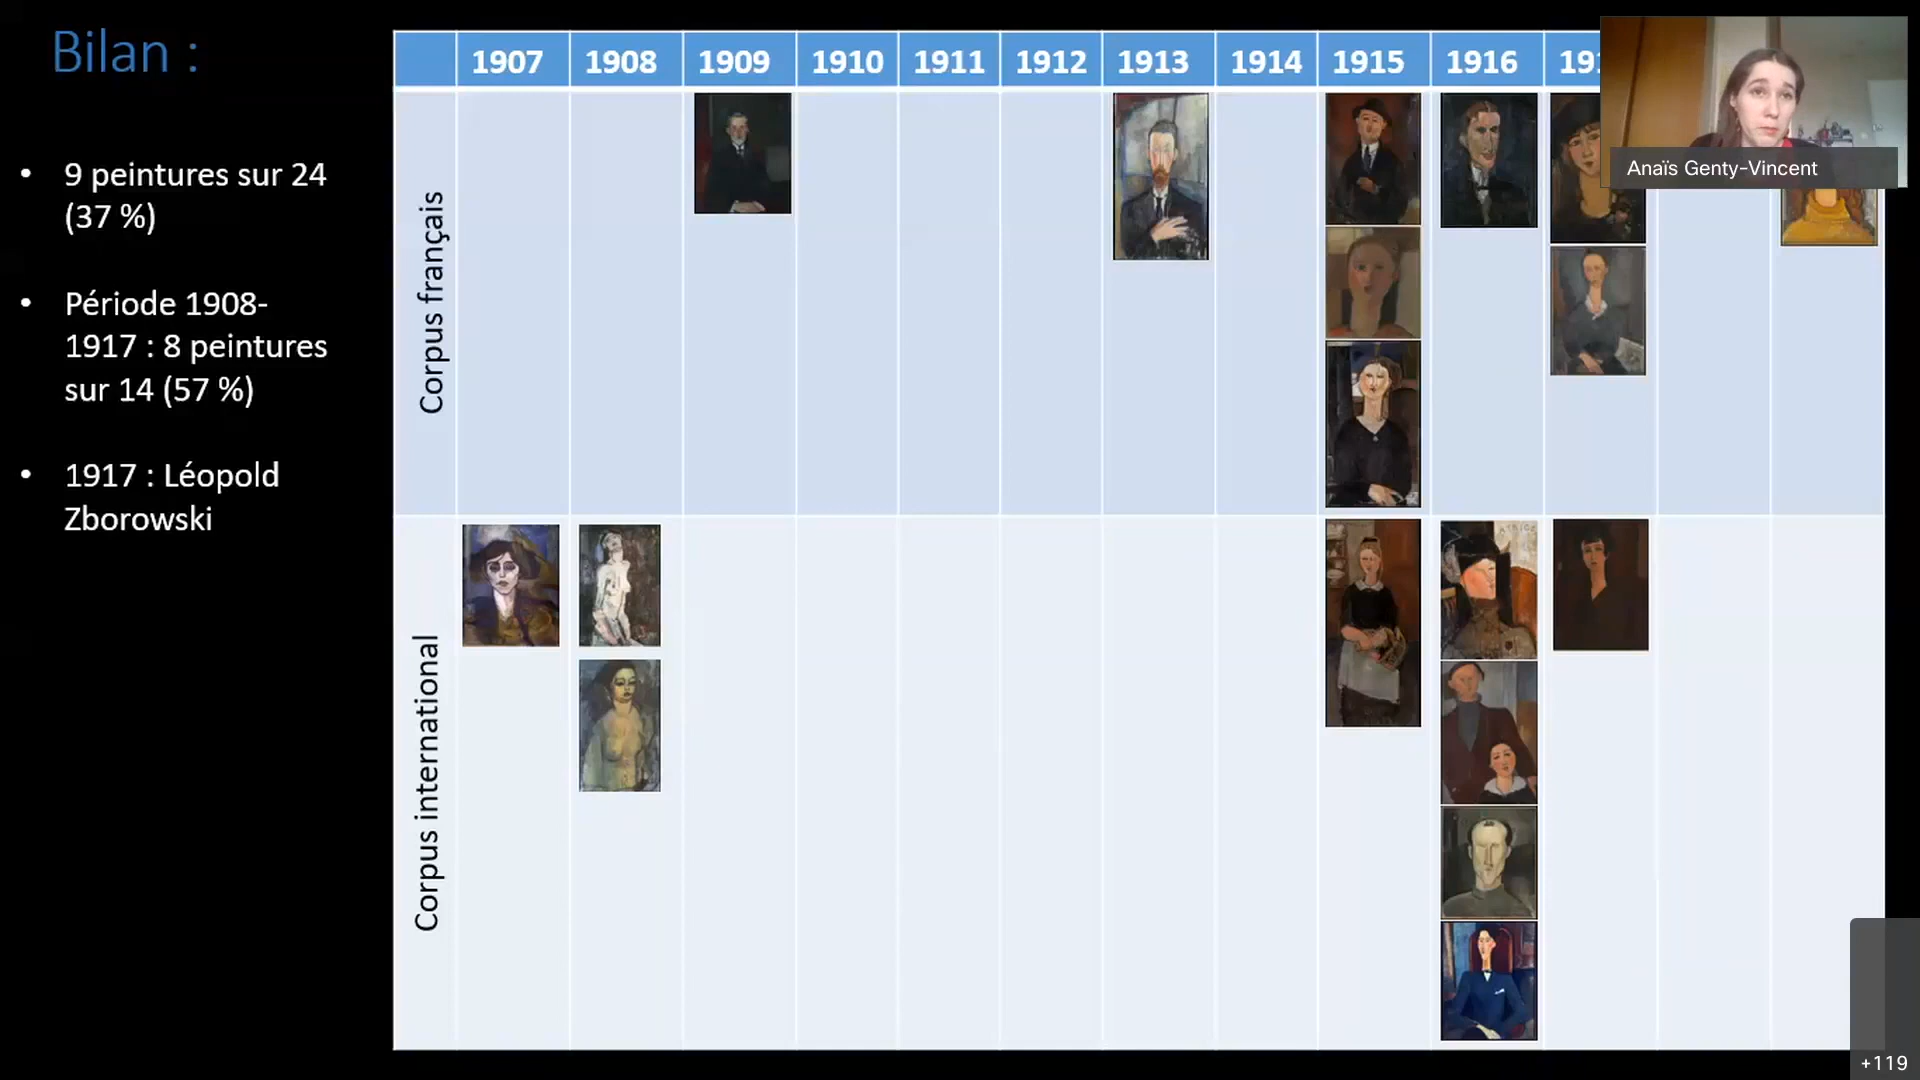 Bilan :
1907 1908 1909 1910 1911 1912 1913 1914 1915 1916
Anaïs Genty-Vincent
• 9 peintures sur 24
(37 %)
• Période 1908-
1917 : 8 peintures
sur 14 (57 %)
• 1917 : Léopold
Zborowski
Corpus français
Corpus international
+119